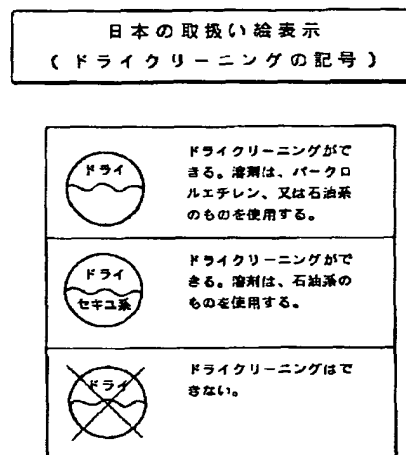 日本の取扱い絵表示
(ドライクリーニングの記号)
ドライ
ドライクリーニングがで
きる。溶剤は、パークロ
ルエチレン、又は石油系
のものを使用する。
ドライ
セキユ系
ドライクリーニングがで
きる。溶剤は、石油系の
ものを使用する。
ドライ
ドライクリーニングはで
きない。